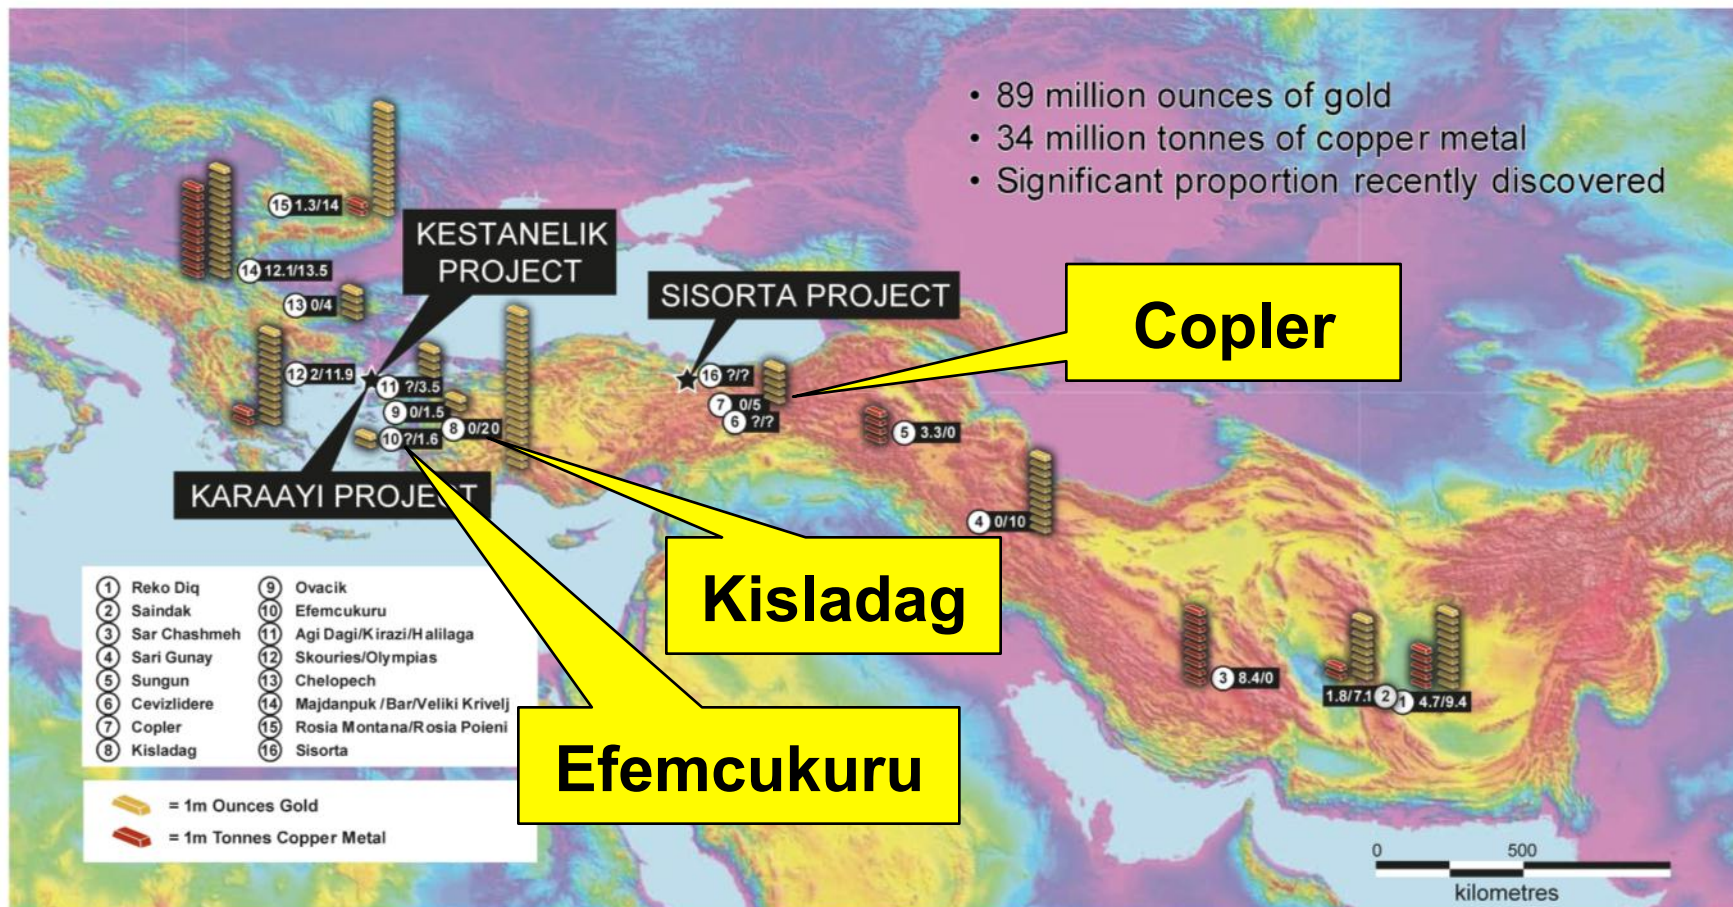 • 89 million ounces of gold
• 34 million tonnes of copper metal
• Significant proportion recently discovered
15 1.3/14
KESTANELIK
PROJECT
14 12.1/13.5
13 0/4
SISORTA PROJECT
Copler
12 2/11.9
11 ?/3.5
16 ?/?
9 0/1.5
7 0/5
8 0/20
6 ?/?
10 ?/1.6
5 3.3/0
KARAAYI PROJECT
4 0/10
Kisladag
1 Reko Diq
2 Saindak
3 Sar Chashmeh
4 Sari Gunay
5 Sungun
6 Cevizlidere
7 Copler
8 Kisladag
9 Ovacik
10 Efemcukuru
11 Agi Dagi/Kirazi/Halilaga
12 Skouries/Olympias
13 Chelopech
14 Majdanpuk /Bar/Veliki Krivelj
15 Rosia Montana/Rosia Poieni
16 Sisorta
3 8.4/0
1.8/7.1 2
1 4.7/9.4
Efemcukuru
= 1m Ounces Gold
= 1m Tonnes Copper Metal
0 500
kilometres